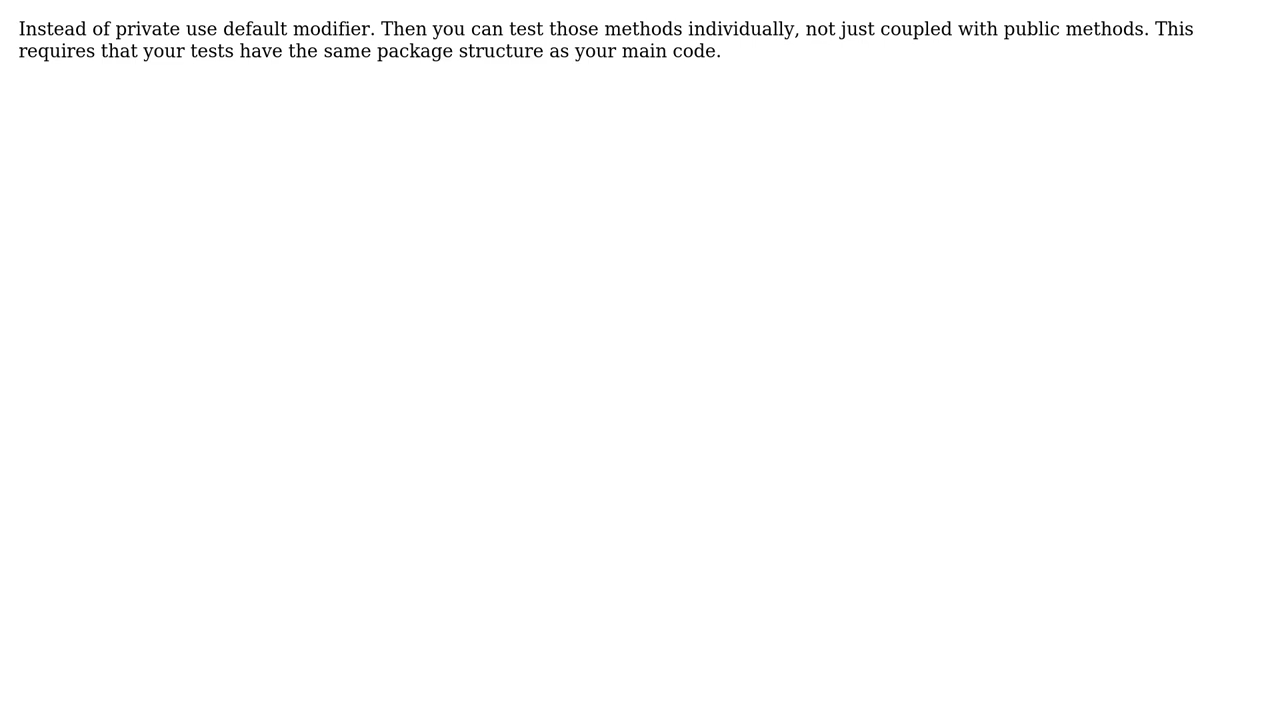 Instead of private use default modifier. Then you can test those methods individually, not just coupled with public methods. This
requires that your tests have the same package structure as your main code.